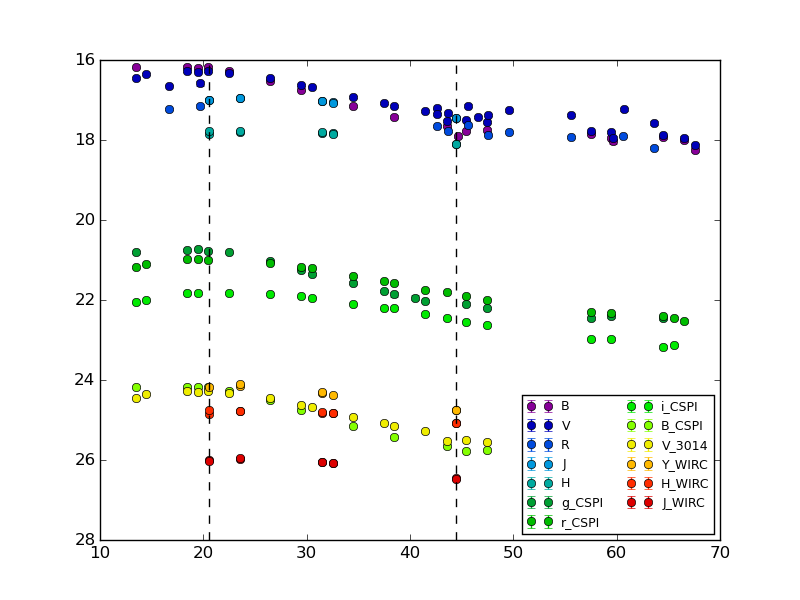 16
18
20
22
24
26
28
10
20
30
40
50
60
70
B
V
R
J
H
g_CSPI
r_CSPI
i_CSPI
B_CSPI
V_3014
Y_WIRC
H_WIRC
J_WIRC